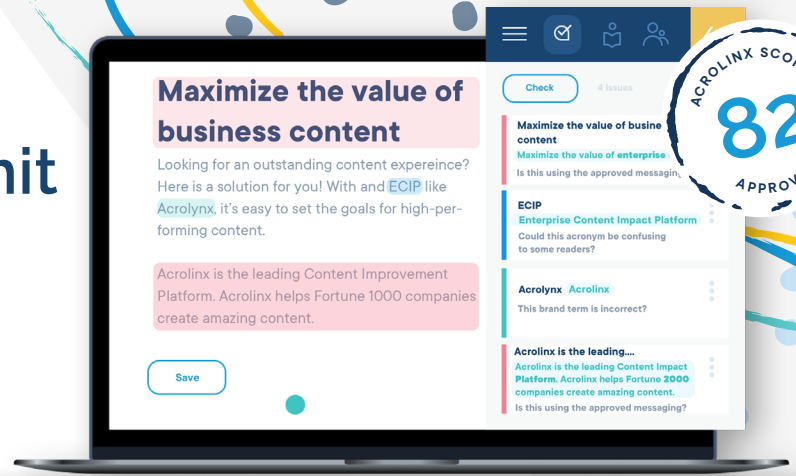 Maximize the value of
business content
Looking for an outstanding content expereince?
Here is a solution for you! With and ECIP like
Acrolynx, it's easy to set the goals for high-per-
forming content.
Acrolinx is the leading Content Improvement
Platform. Acrolinx helps Fortune 1000 companies
create amazing content.
Save
Check
4 Issues
Maximize the value of busine
content
Maximize the value of enterprise
Is this using the approved messaging
ECIP
Enterprise Content Impact Platform
Could this acronym be confusing
to some readers?
Acrolynx Acrolinx
This brand term is incorrect?
Acrolinx is the leading....
Acrolinx is the leading Content Impact
Platform. Acrolinx helps Fortune 2000
companies create amazing content.
Is this using the approved messaging?
ACROLINX SCO
82
APPROV